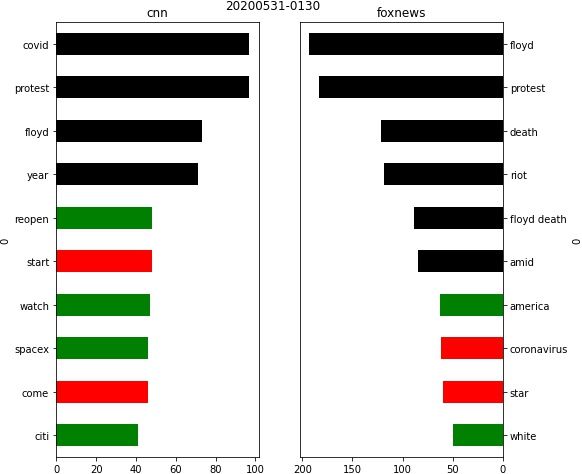 20200531-0130
cnn
foxnews
covid
protest
floyd
year
reopen
start
watch
spacex
come
citi
0
0 20 40 60 80 100
floyd
protest
death
riot
floyd death
amid
america
coronavirus
star
white
0
200 150 100 50 0